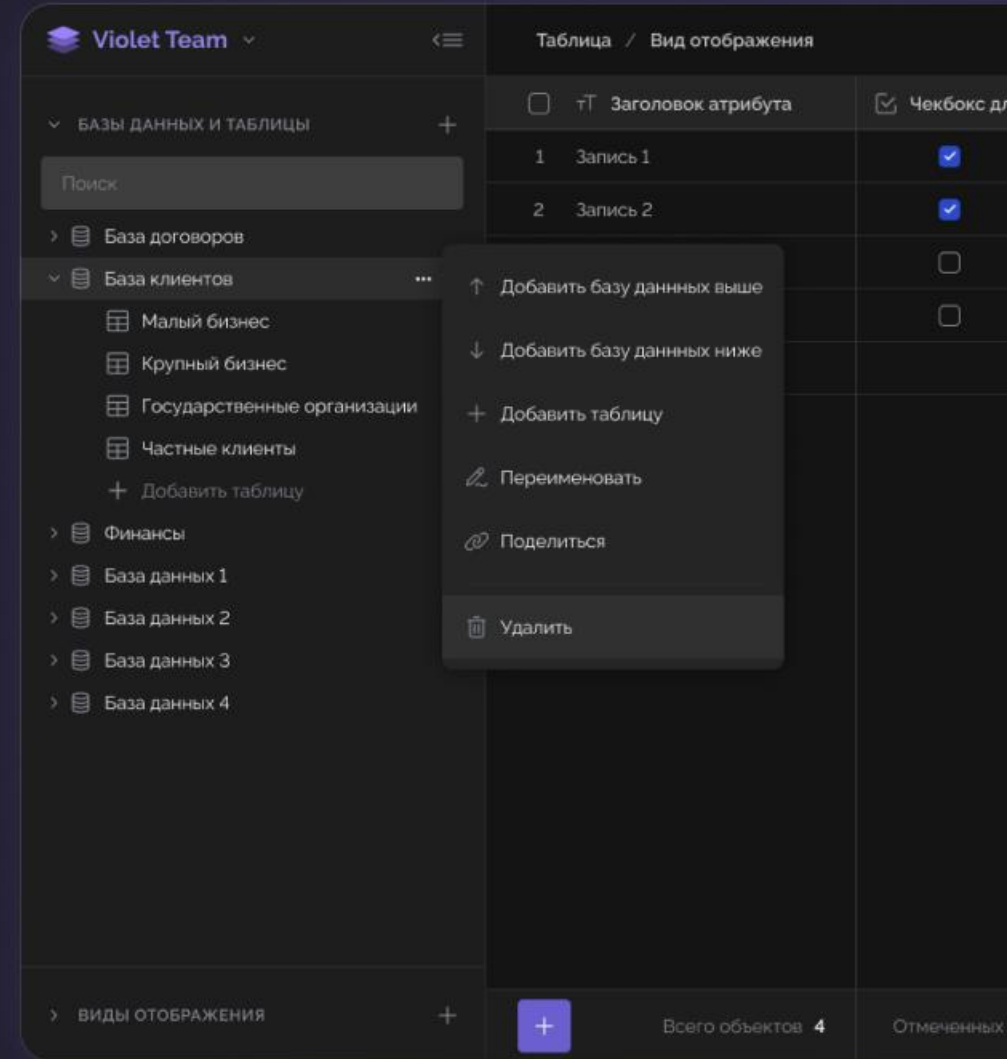 Violet Team
Таблица / Вид отображения
БАЗЫ ДАННЫХ И ТАБЛИЦЫ
Заголовок атрибута
Чекбокс дл
Поиск
1 Запись 1
2 Запись 2
База договоров
База клиентов
Малый бизнес
Крупный бизнес
Государственные организации
Частные клиенты
Добавить таблицу
Финансы
База данных 1
База данных 2
База данных 3
База данных 4
Добавить базу даннных выше
Добавить базу даннных ниже
Добавить таблицу
Переименовать
Поделиться
Удалить
ВИДЫ ОТОБРАЖЕНИЯ
Всего объектов 4
Отмеченных